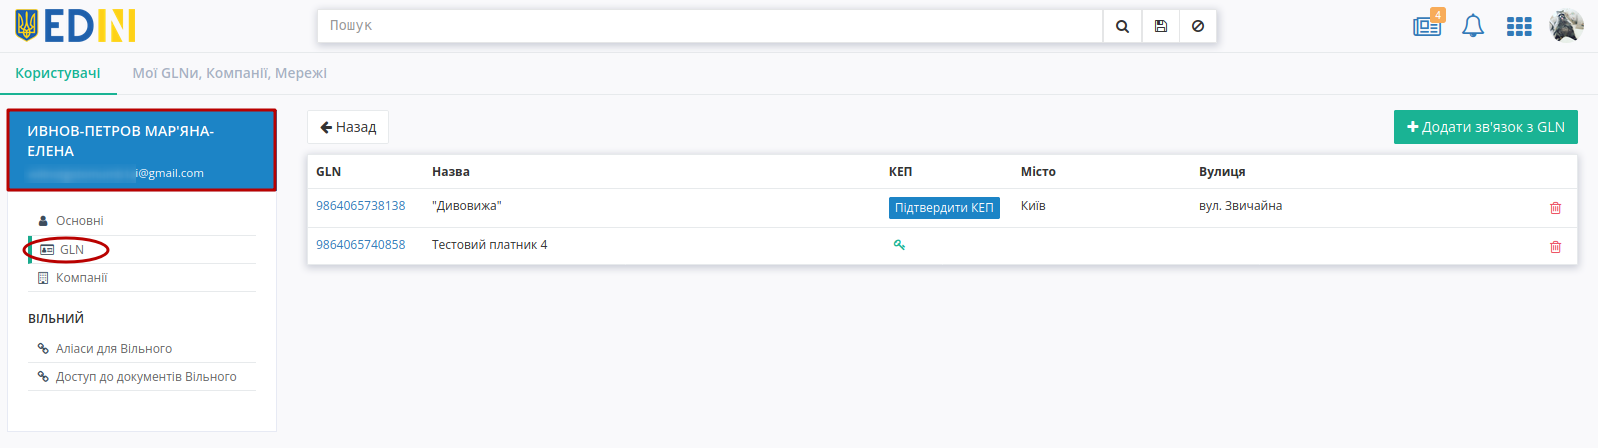 EDIN
Пошук
4
Користувачі
Мої GLNи, Компанії, Мережі
ИВНОВ-ПЕТРОВ МАР'ЯНА-
ЕЛЕНА
i@gmail.com
Основні
GLN
Компанії
ВІЛЬНИЙ
Аліаси для Вільного
Доступ до документів Вільного
Назад
Додати зв'язок з GLN
GLN Назва КЕП Місто Вулиця
9864065738138 "Дивовижа" Підтвердити КЕП Київ вул. Звичайна
9864065740858 Тестовий платник 4